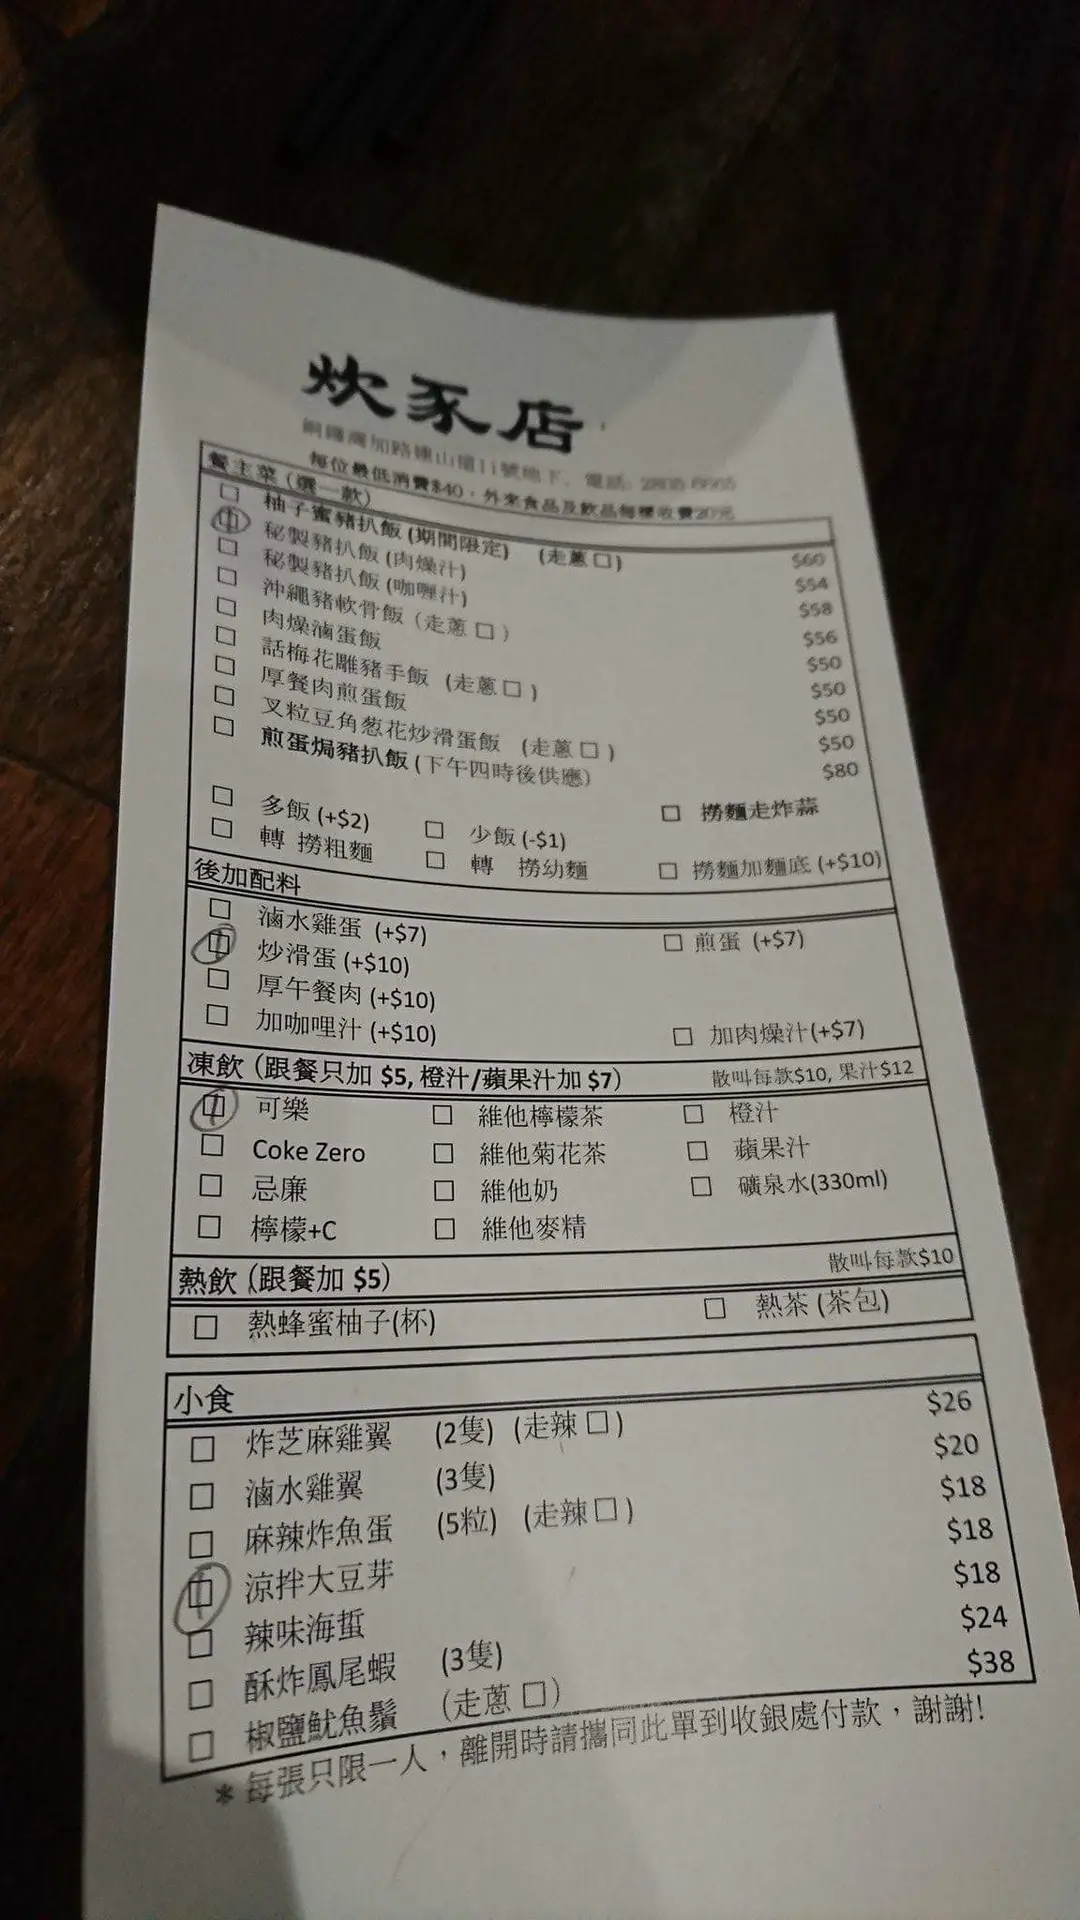 炊豕店
銅鑼灣加路連山道11號地下, 電話:
每位最低消費$40，外來食品及飲品每樣收費20元
餐主菜 (選一款)
□ 柚子蜜豬扒飯 (期間限定) (走蔥 □) $60
□ 秘製豬扒飯 (肉燥汁) $54
□ 秘製豬扒飯 (咖喱汁) $58
□ 沖繩豬軟骨飯 (走蔥 □) $56
□ 肉燥滷蛋飯 $50
□ 話梅花雕豬手飯 (走蔥 □) $50
□ 厚餐肉煎蛋飯 $50
□ 叉粒豆角葱花炒滑蛋飯 (走蔥 □) $50
□ 煎蛋焗豬扒飯 (下午四時後供應) $80
□ 多飯 (+$2) □ 少飯 (-$1) □ 撈麵走炸蒜
□ 轉 撈粗麵 □ 轉 撈幼麵 □ 撈麵加麵底 (+$10)
後加配料
□ 滷水雞蛋 (+$7) □ 煎蛋 (+$7)
□ 炒滑蛋 (+$10)
□ 厚午餐肉 (+$10)
□ 加咖哩汁 (+$10) □ 加肉燥汁 (+$7)
凍飲 (跟餐只加 $5, 橙汁/蘋果汁加 $7) 散叫每款$10, 果汁$12
□ 可樂 □ 維他檸檬茶 □ 橙汁
□ Coke Zero □ 維他菊花茶 □ 蘋果汁
□ 忌廉 □ 維他奶 □ 礦泉水(330ml)
□ 檸檬+C □ 維他麥精
熱飲 (跟餐加 $5) 散叫每款$10
□ 熱蜂蜜柚子(杯) □ 熱茶 (茶包)
小食
□ 炸芝麻雞翼 (2隻) (走辣 □) $26
□ 滷水雞翼 (3隻) $20
□ 麻辣炸魚蛋 (5粒) (走辣 □) $18
□ 涼拌大豆芽 $18
□ 辣味海蜇 $18
□ 酥炸鳳尾蝦 (3隻) $24
□ 椒鹽魷魚鬚 (走蔥 □) $38
* 每張只限一人，離開時請攜同此單到收銀處付款，謝謝!